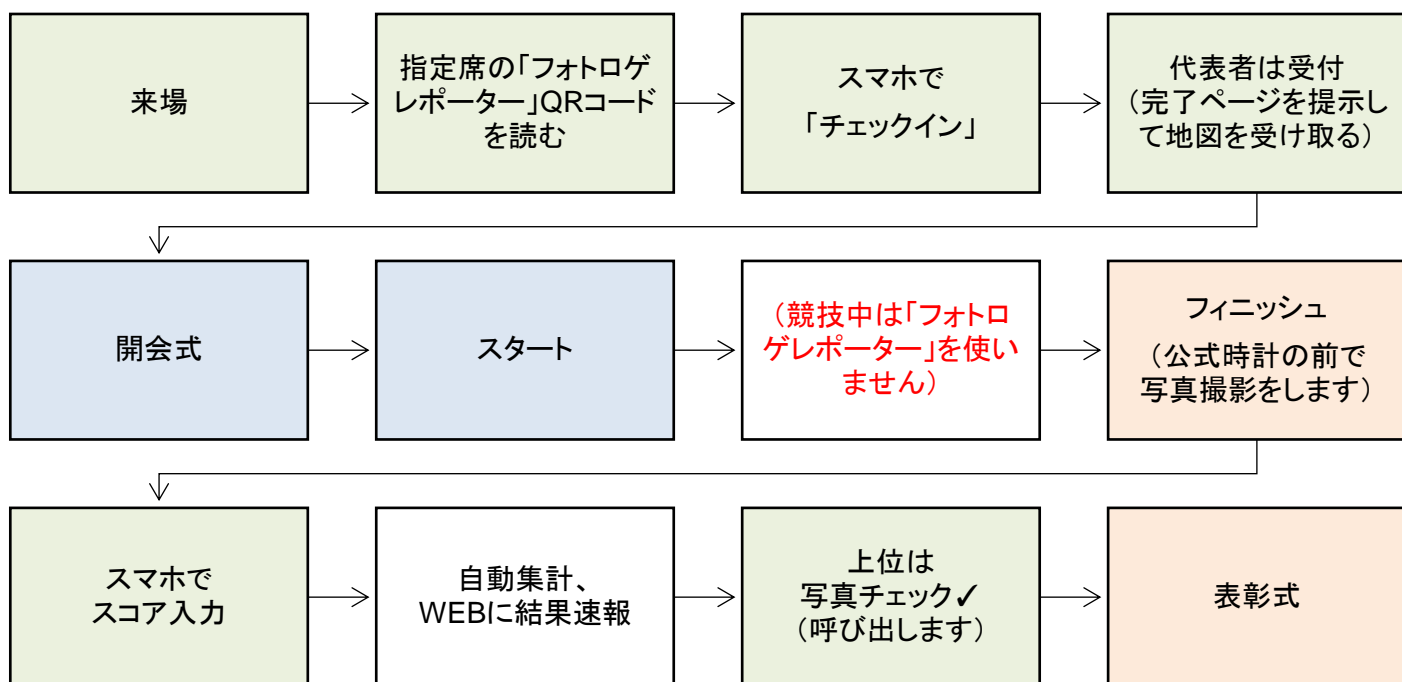 来場
指定席の「フォトロゲ
レポーター」QRコード
を読む
スマホで
「チェックイン」
代表者は受付
（完了ページを提示し
て地図を受け取る）
開会式
スタート
（競技中は「フォトロ
ゲレポーター」を使い
ません）
フィニッシュ
（公式時計の前で
写真撮影をします）
スマホで
スコア入力
自動集計、
WEBに結果速報
上位は
写真チェック✓
（呼び出します）
表彰式